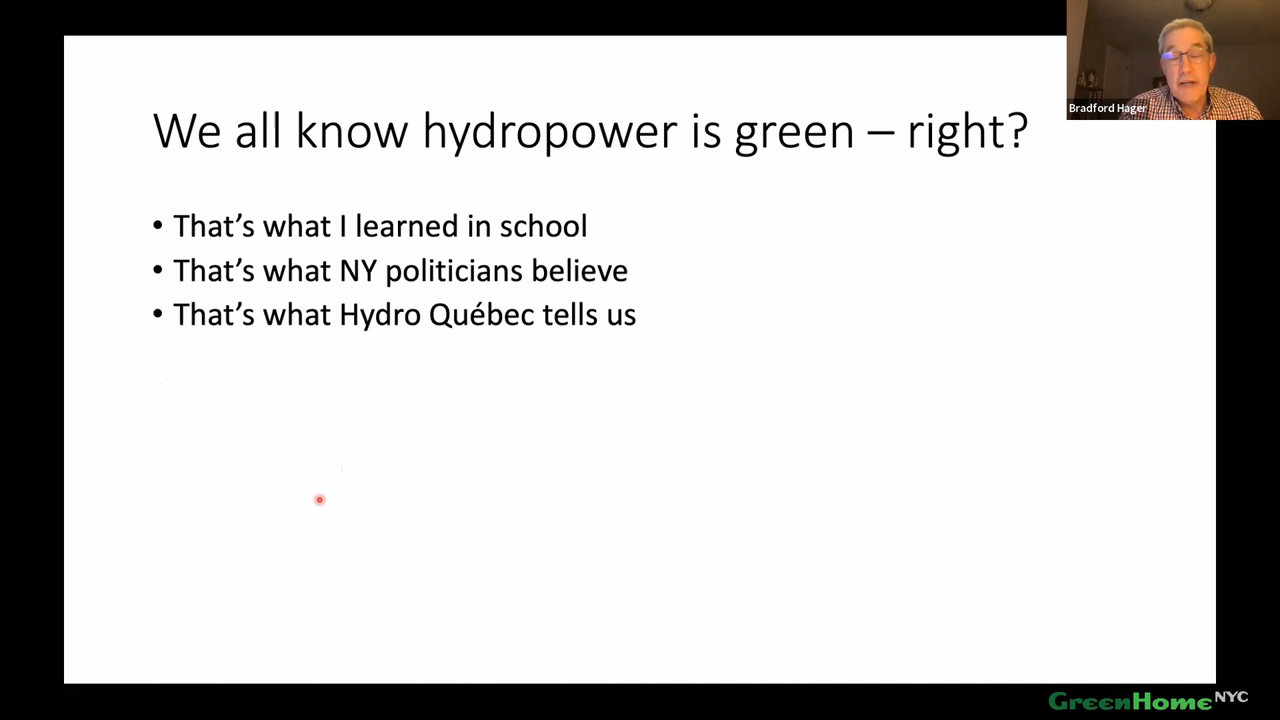 We all know hydropower is green – right?
• That's what I learned in school
• That's what NY politicians believe
• That's what Hydro Québec tells us
Bradford Hager
GreenHomeNYC